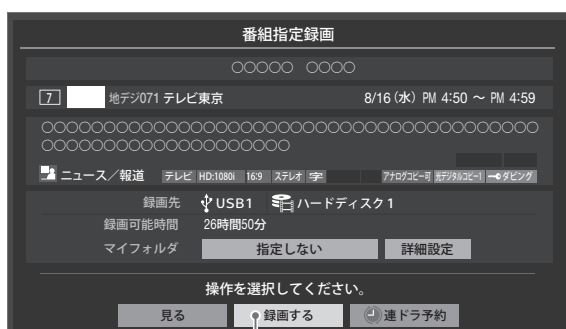 番組指定録画
○○○○○ ○○○○
7 地デジ071 テレビ東京 8/16(水) PM 4:50 ～ PM 4:59
○○○○○○○○○○○○○○○○○○○○○○○○○○○○○○○○○○○○○○○○
○○○○○○○○○○○○○○○○○○○○
ニュース／報道 テレビ HD:1080i 16:9 ステレオ 字 アナログコピー可 光デジタルコピー1 ダビング
録画先 USB1 ハードディスク1
録画可能時間 26時間50分
マイフォルダ 指定しない 詳細設定
操作を選択してください。
見る 録画する 連ドラ予約